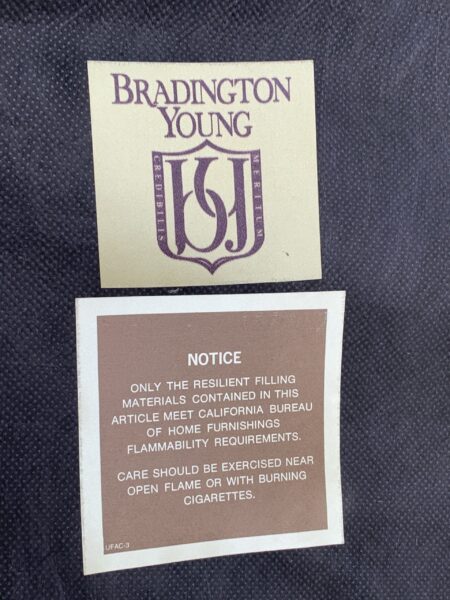 BRADINGTON
YOUNG
CREDIBILIS
MERITUM
NOTICE
ONLY THE RESILIENT FILLING
MATERIALS CONTAINED IN THIS
ARTICLE MEET CALIFORNIA BUREAU
OF HOME FURNISHINGS
FLAMMABILITY REQUIREMENTS.
CARE SHOULD BE EXERCISED NEAR
OPEN FLAME OR WITH BURNING
CIGARETTES.
UFAC-3